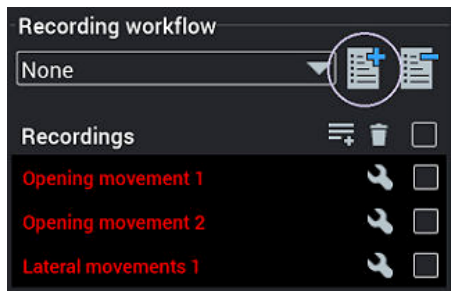 Recording workflow
None
Recordings
Opening movement 1
Opening movement 2
Lateral movements 1